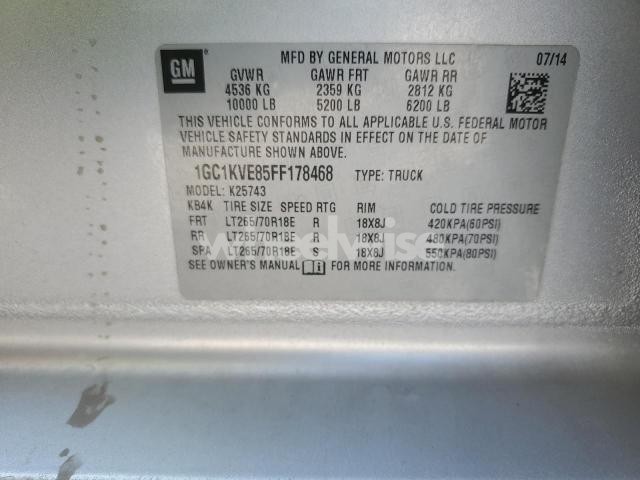 GM
MFD BY GENERAL MOTORS LLC 07/14
GVWR GAWR FRT GAWR RR
4536 KG 2359 KG 2812 KG
10000 LB 5200 LB 6200 LB
THIS VEHICLE CONFORMS TO ALL APPLICABLE U.S. FEDERAL MOTOR
VEHICLE SAFETY STANDARDS IN EFFECT ON THE DATE OF
MANUFACTURE SHOWN ABOVE.
1GC1KVE85FF178468 TYPE: TRUCK
MODEL: K25743
KB4K TIRE SIZE SPEED RTG RIM COLD TIRE PRESSURE
FRT LT265/70R18E R 18X8J 420KPA(60PSI)
RR LT265/70R18E R 18X8J 480KPA(70PSI)
SPA LT265/70R18E S 18X8J 550KPA(80PSI)
SEE OWNER'S MANUAL FOR MORE INFORMATION.